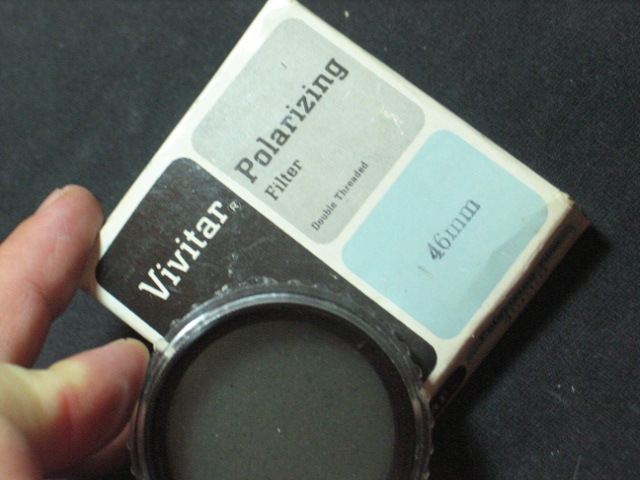 Vivitar®
Polarizing
Filter
Double Threaded
46mm